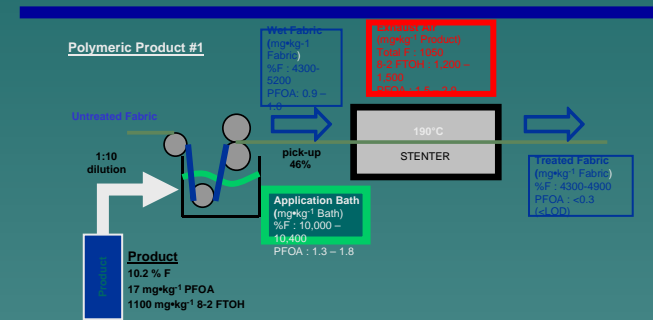 Polymeric Product #1
Wet Fabric
(mg•kg-1
Fabric)
%F : 4300-
5200
PFOA: 0.9 –
1.0
Exhaust Air
(mg•kg-1 Product)
Total F : 1050
8-2 FTOH : 1,200 –
1,500
Untreated Fabric
190°C
STENTER
1:10
dilution
pick-up
46%
Treated Fabric
(mg•kg-1 Fabric)
%F : 4300-4900
PFOA : <0.3
(<LOD)
Application Bath
(mg•kg-1 Bath)
%F : 10,000 –
10,400
PFOA : 1.3 – 1.8
Product
Product
10.2 % F
17 mg•kg-1 PFOA
1100 mg•kg-1 8-2 FTOH